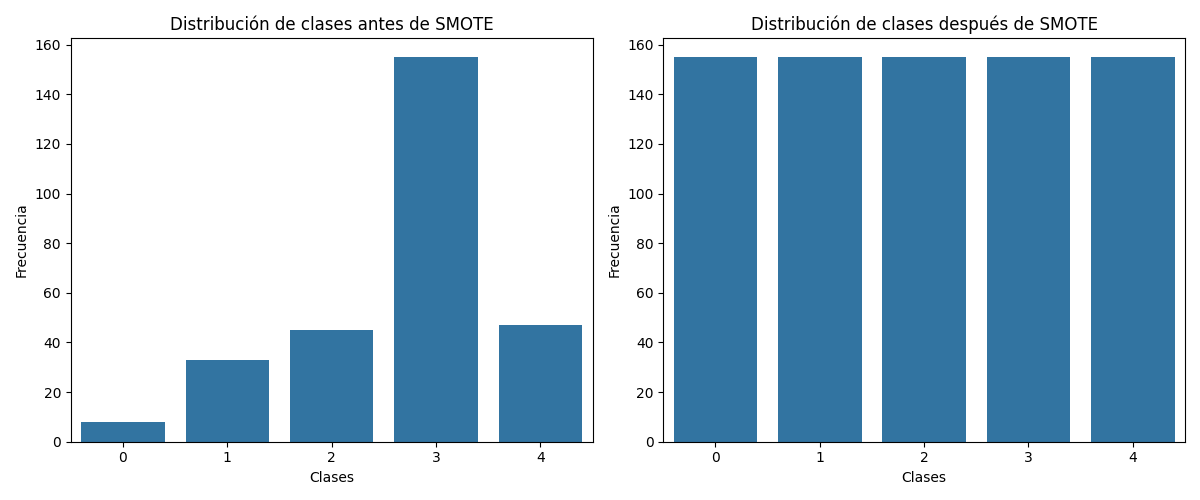 Distribución de clases antes de SMOTE
160
140
120
100
80
60
40
20
0
Frecuencia
0 1 2 3 4
Clases
Distribución de clases después de SMOTE
160
140
120
100
80
60
40
20
0
Frecuencia
0 1 2 3 4
Clases